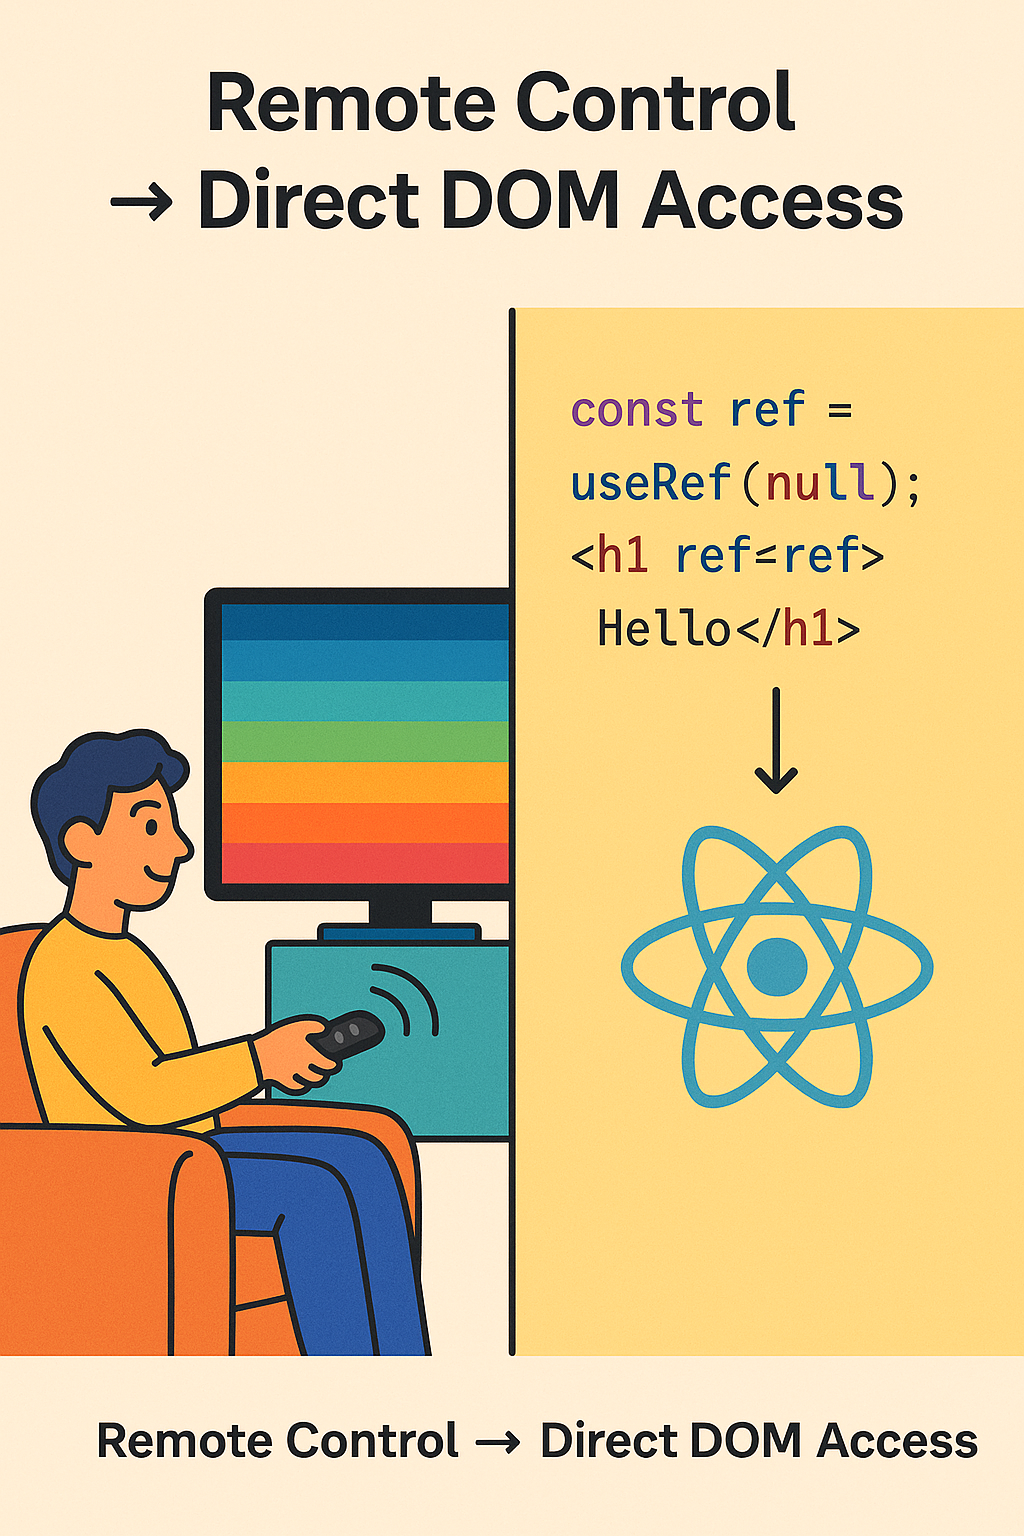 Remote Control
→ Direct DOM Access
const ref =
useRef(null);
<h1 ref=ref>
Hello</h1>
Remote Control → Direct DOM Access